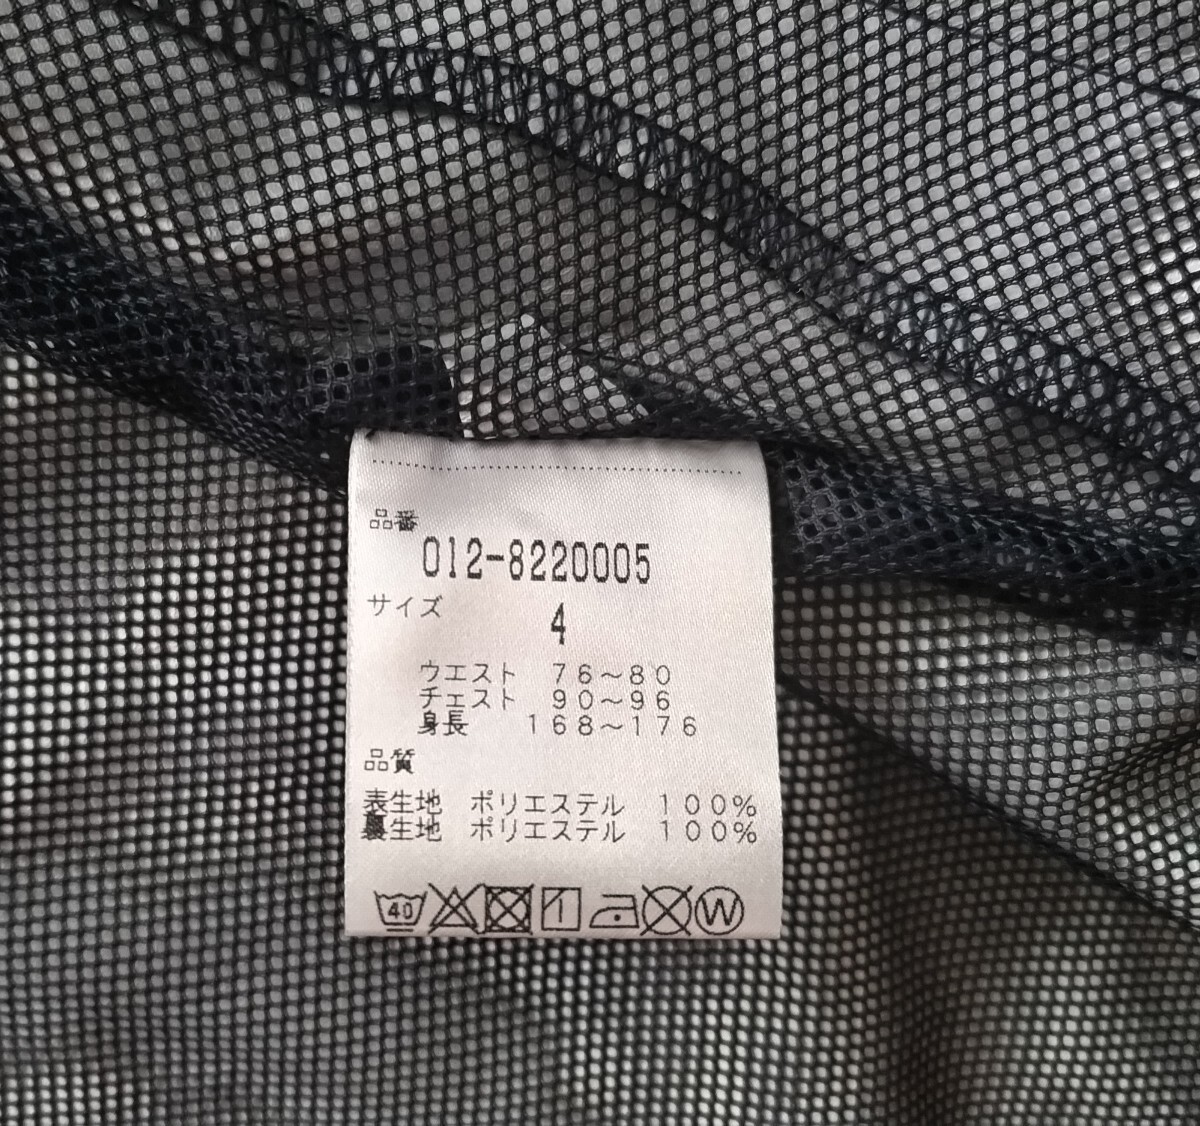 品番
012-8220005
サイズ
4
ウエスト 76～80
チェスト 90～96
身長 168～176
品質
表生地 ポリエステル 100%
裏生地 ポリエステル 100%
40
W